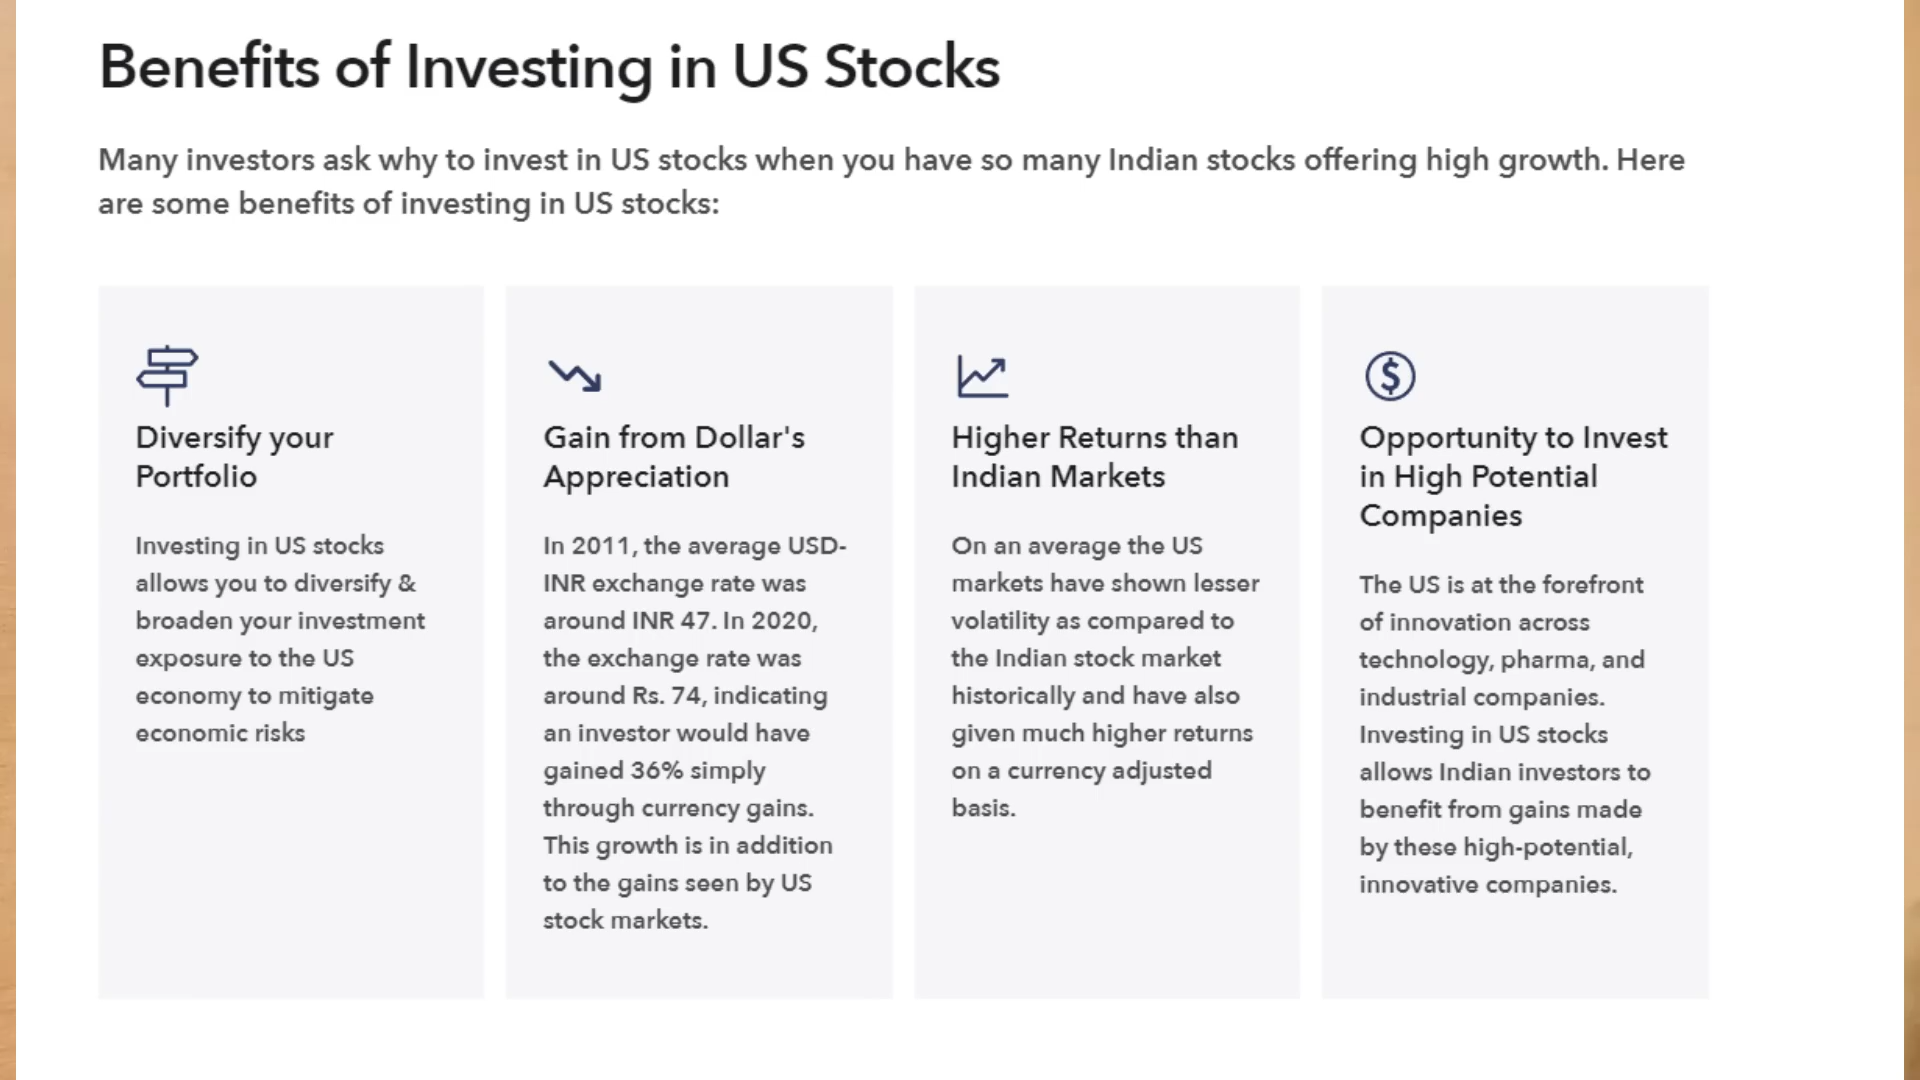 Benefits of Investing in US Stocks
Many investors ask why to invest in US stocks when you have so many Indian stocks offering high growth. Here
are some benefits of investing in US stocks:
Diversify your
Portfolio
Investing in US stocks
allows you to diversify &
broaden your investment
exposure to the US
economy to mitigate
economic risks
Gain from Dollar's
Appreciation
In 2011, the average USD-
INR exchange rate was
around INR 47. In 2020,
the exchange rate was
around Rs. 74, indicating
an investor would have
gained 36% simply
through currency gains.
This growth is in addition
to the gains seen by US
stock markets.
Higher Returns than
Indian Markets
On an average the US
markets have shown lesser
volatility as compared to
the Indian stock market
historically and have also
given much higher returns
on a currency adjusted
basis.
Opportunity to Invest
in High Potential
Companies
The US is at the forefront
of innovation across
technology, pharma, and
industrial companies.
Investing in US stocks
allows Indian investors to
benefit from gains made
by these high-potential,
innovative companies.